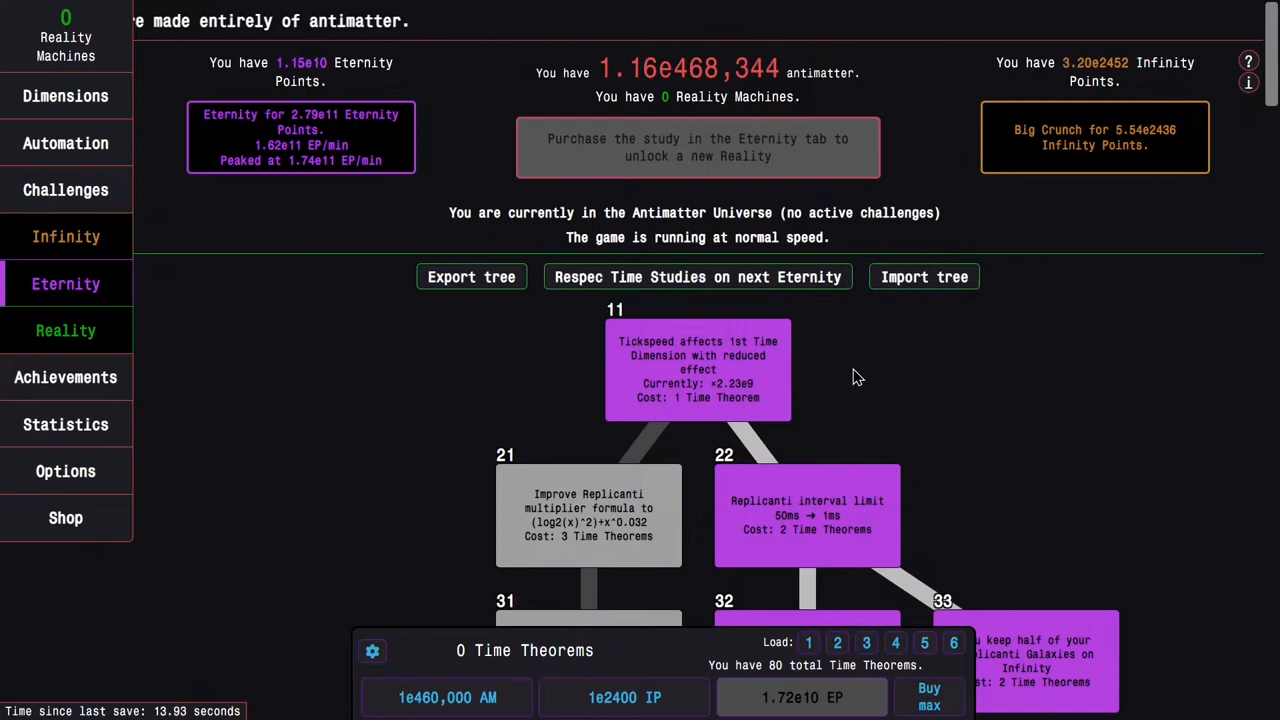 0
Reality
Machines
Dimensions
Automation
Challenges
Infinity
Eternity
Reality
Achievements
Statistics
Options
Shop
re made entirely of antimatter.
You have 1.15e10 Eternity
Points.
Eternity for 2.79e11 Eternity
Points.
1.62e11 EP/min
Peaked at 1.74e11 EP/min
You have 1.16e468,344 antimatter.
You have 0 Reality Machines.
Purchase the study in the Eternity tab to
unlock a new Reality
You have 3.20e2452 Infinity
Points.
Big Crunch for 5.54e2436
Infinity Points.
?
i
You are currently in the Antimatter Universe (no active challenges)
The game is running at normal speed.
Export tree
Respec Time Studies on next Eternity
Import tree
11
Tickspeed affects 1st Time
Dimension with reduced
effect
Currently: ×2.23e9
Cost: 1 Time Theorem
21
Improve Replicanti
multiplier formula to
(log2(x)^2)+x^0.032
Cost: 3 Time Theorems
22
Replicanti interval limit
50ms → 1ms
Cost: 2 Time Theorems
31
32
33
u keep half of your
plicanti Galaxies on
Infinity
st: 2 Time Theorems
0 Time Theorems
Load: 1 2 3 4 5 6
You have 80 total Time Theorems.
1e460,000 AM
1e2400 IP
1.72e10 EP
Buy
max
Time since last save: 13.93 seconds